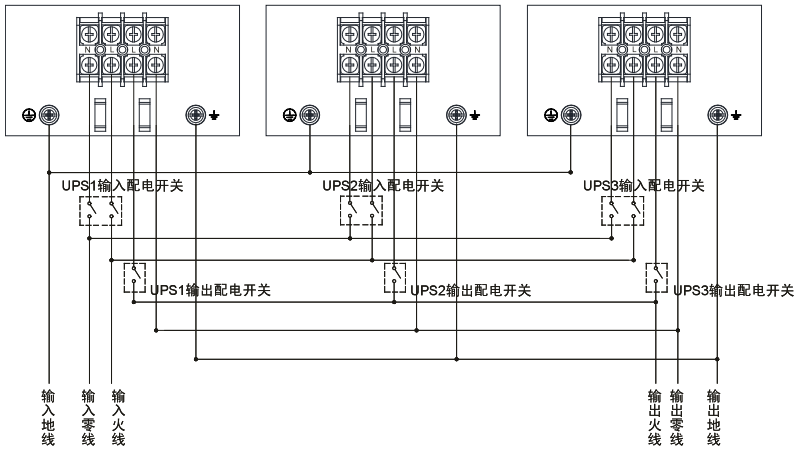 N L L N
N L L N
N L L N
UPS1输入配电开关
UPS2输入配电开关
UPS3输入配电开关
UPS1输出配电开关
UPS2输出配电开关
UPS3输出配电开关
输入地线
输入零线
输入火线
输出火线
输出零线
输出地线